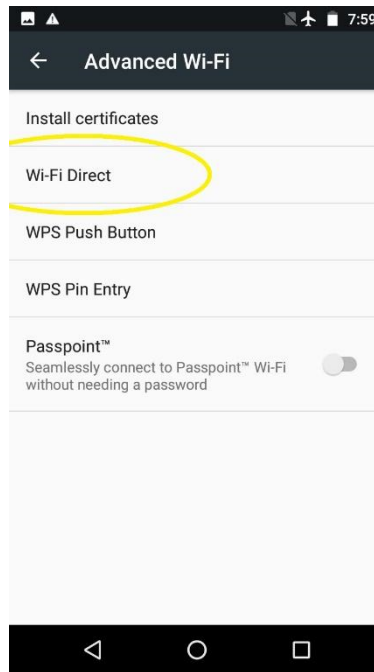 7:59
Advanced Wi-Fi
Install certificates
Wi-Fi Direct
WPS Push Button
WPS Pin Entry
Passpoint™
Seamlessly connect to Passpoint™ Wi-Fi
without needing a password